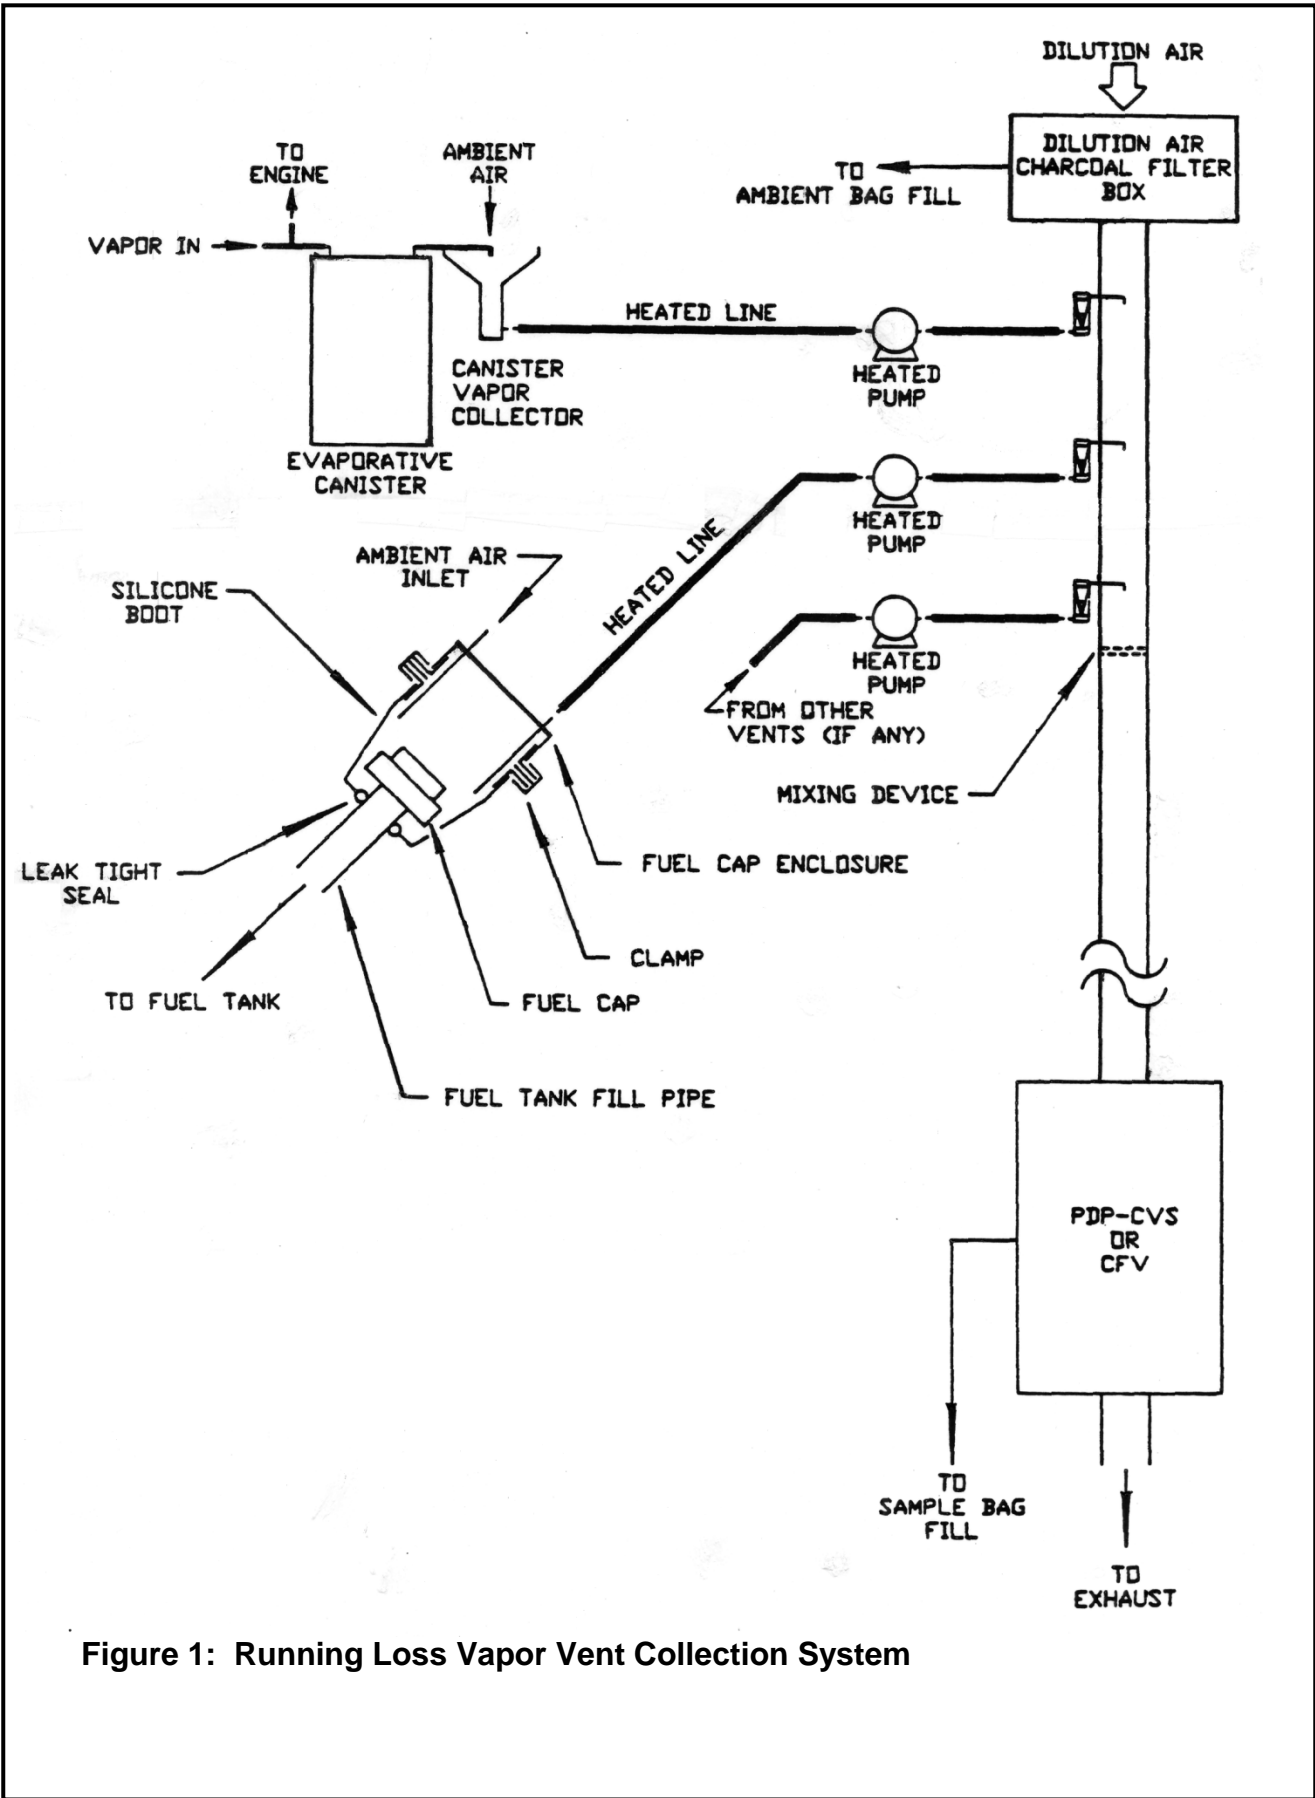 DILUTION AIR
DILUTION AIR
CHARCOAL FILTER
BOX
TO
AMBIENT BAG FILL
TO
ENGINE
AMBIENT
AIR
VAPOR IN
HEATED LINE
CANISTER
VAPOR
COLLECTOR
HEATED
PUMP
EVAPORATIVE
CANISTER
HEATED
PUMP
HEATED LINE
AMBIENT AIR
INLET
SILICONE
BOOT
HEATED
PUMP
FROM OTHER
VENTS (IF ANY)
MIXING DEVICE
LEAK TIGHT
SEAL
FUEL CAP ENCLOSURE
CLAMP
TO FUEL TANK
FUEL CAP
FUEL TANK FILL PIPE
PDP-CVS
OR
CFV
TO
SAMPLE BAG
FILL
TO
EXHAUST
Figure 1: Running Loss Vapor Vent Collection System